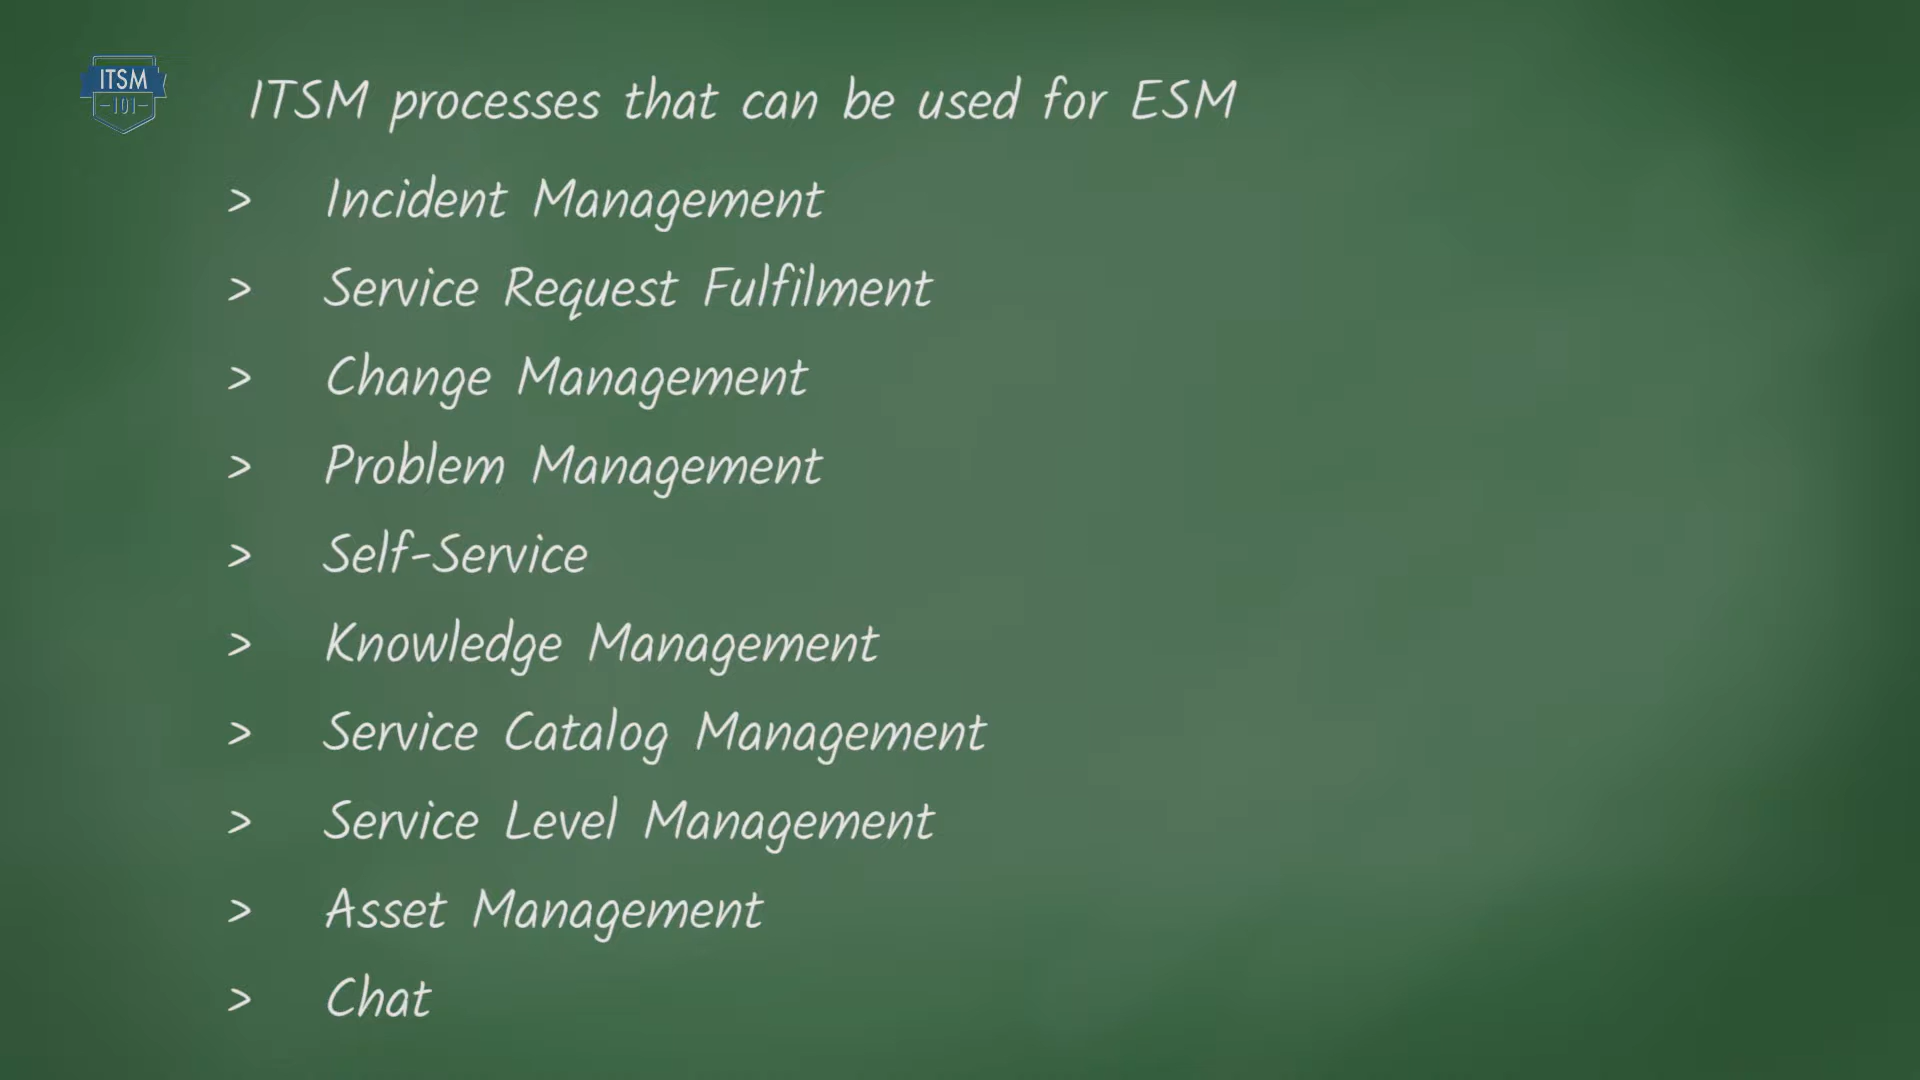 ITSM
-101-
ITSM processes that can be used for ESM
> Incident Management
> Service Request Fulfilment
> Change Management
> Problem Management
> Self-Service
> Knowledge Management
> Service Catalog Management
> Service Level Management
> Asset Management
> Chat